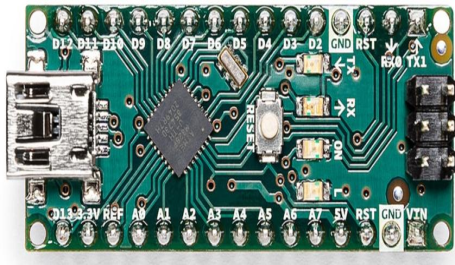 D12 D11 D10 D9 D8 D7 D6 D5 D4 D3 D2 GND RST RX0 TX1
TX
RX
RESET
ON
D13 3.3V REF A0 A1 A2 A3 A4 A5 A6 A7 5V RST GND VIN